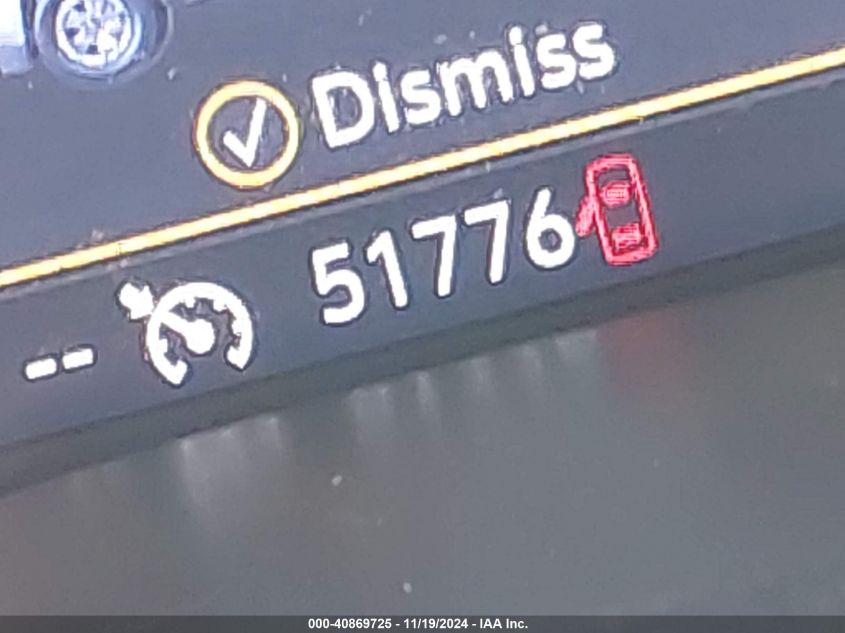 Dismiss
-- 51776
000-40869725 - 11/19/2024 - IAA Inc.